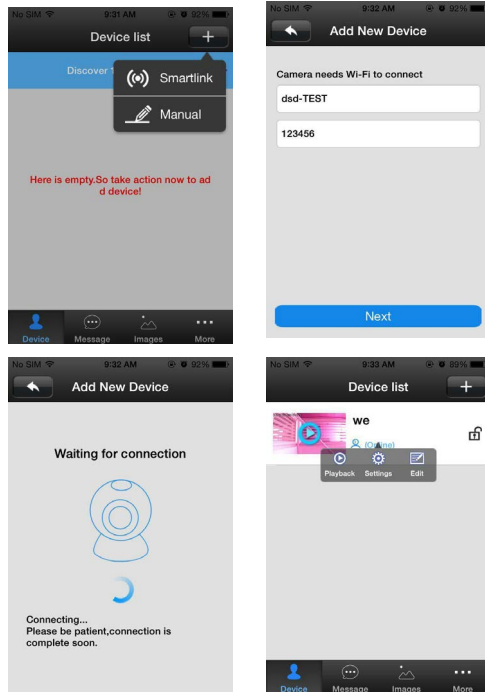 No SIM 9:31 AM 92%
Device list +
Discover
Smartlink
Manual
Here is empty.So take action now to ad
d device!
Device Message Images More
No SIM 9:32 AM 92%
Add New Device
Camera needs Wi-Fi to connect
dsd-TEST
123456
Next
No SIM 9:32 AM 92%
Add New Device
Waiting for connection
Connecting...
Please be patient,connection is
complete soon.
No SIM 9:33 AM 89%
Device list +
we
(Online)
Playback Settings Edit
Device Message Images More